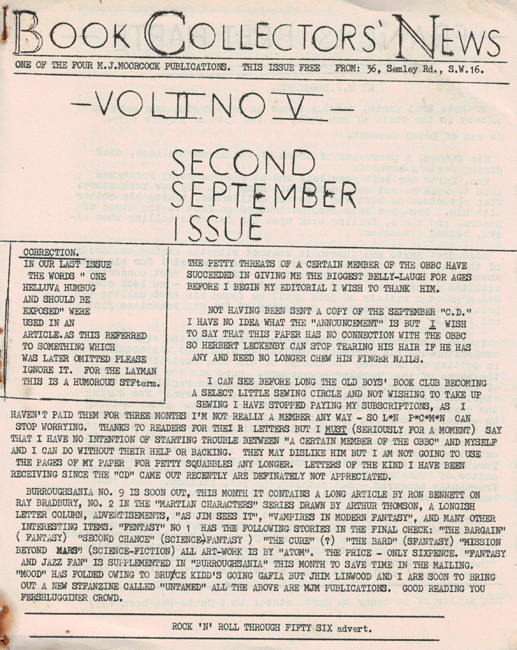 BOOK COLLECTORS' NEWS
ONE OF THE FOUR M.J.MOORCOCK PUBLICATIONS. THIS ISSUE FREE FROM: 36, Semley Rd., S.W.16.
—VOL II NO V—
SECOND
SEPTEMBER
ISSUE
CORRECTION.
IN OUR LAST ISSUE
THE WORDS " ONE
HELLUVA HUMBUG
AND SHOULD BE
EXPOSED" WERE
USED IN AN
ARTICLE.AS THIS REFERRED
TO SOMETHING WHICH
WAS LATER OMITTED PLEASE
IGNORE IT. FOR THE LAYMAN
THIS IS A HUMOROUS STFterm.
THE PETTY THREATS OF A CERTAIN MEMBER OF THE OBBC HAVE
SUCCEEDED IN GIVING ME THE BIGGEST BELLY-LAUGH FOR AGES
BEFORE I BEGIN MY EDITORIAL I WISH TO THANK HIM.
NOT HAVING BEEN SENT A COPY OF THE SEPTEMBER "C.D."
I HAVE NO IDEA WHAT THE "ANNOUNCEMENT" IS BUT I WISH
TO SAY THAT THIS PAPER HAS NO CONNECTION WITH THE OBBC
SO HERBERT LECKENBY CAN STOP TEARING HIS HAIR IF HE HAS
ANY AND NEED NO LONGER CHEW HIS FINGER NAILS.
I CAN SEE BEFORE LONG THE OLD BOYS' BOOK CLUB BECOMING
A SELECT LITTLE SEWING CIRCLE AND NOT WISHING TO TAKE UP
SEWING I HAVE STOPPED PAYING MY SUBSCRIPTIONS, AS I
HAVEN'T PAID THEM FOR THREE MONTHS I'M NOT REALLY A MEMBER ANY WAY - SO L*N P*C*M*N CAN
STOP WORRYING. THANKS TO READERS FOR THEI R LETTERS BUT I MUST (SERIOUSLY FOR A MOMENT) SAY
THAT I HAVE NO INTENTION OF STARTING TROUBLE BETWEEN "A CERTAIN MEMBER OF THE OBBC" AND MYSELF
AND I CAN DO WITHOUT THEIR HELP OR BACKING. THEY MAY DISLIKE HIM BUT I AM NOT GOING TO USE
THE PAGES OF MY PAPER FOR PETTY SQUABBLES ANY LONGER. LETTERS OF THE KIND I HAVE BEEN
RECEIVING SINCE THE "CD" CAME OUT RECENTLY ARE DEFINATELY NOT APPRECIATED.
BURROUGHSANIA NO. 9 IS SOON OUT, THIS MONTH IT CONTAINS A LONG ARTICLE BY RON BENNETT ON
RAY BRADBURY, NO. 2 IN THE "MARTIAN CHARACTERS" SERIES DRAWN BY ARTHUR THOMSON, A LONGISH
LETTER COLUMN, ADVERTISEMENTS, "AS JIM SEES IT", "VAMPIRES IN MODERN FANTASY", AND MANY OTHER
INTERESTING ITEMS. "FENTASY" NO 1 HAS THE FOLLOWING STORIES IN THE FINAL CHECK: "THE BARGAIN"
( FANTASY) "SECOND CHANCE" (SCIENCE)FANTASY ) "THE CURE" (?) "THE BARD" (SFANTASY) "MISSION
BEYOND MARS" (SCIENCE-FICTION) ALL ART-WORK IS BY "ATOM". THE PRICE - ONLY SIXPENCE. "FANTASY
AND JAZZ FAN" IS SUPPLEMENTED IN "BURROUGHSANIA" THIS MONTH TO SAVE TIME IN THE MAILING.
"MOOD" HAS FOLDED OWING TO BRUCE KIDD'S GOING GAFIA BUT JHIM LINWOOD AND I ARE SOON TO BRING
OUT A NEW STFANZINE CALLED "UNTAMED" ALL THE ABOVE ARE MJM PUBLICATIONS. GOOD READING YOU
FERSHLUGGINER CROWD.
ROCK 'N' ROLL THROUGH FIFTY SIX advert.